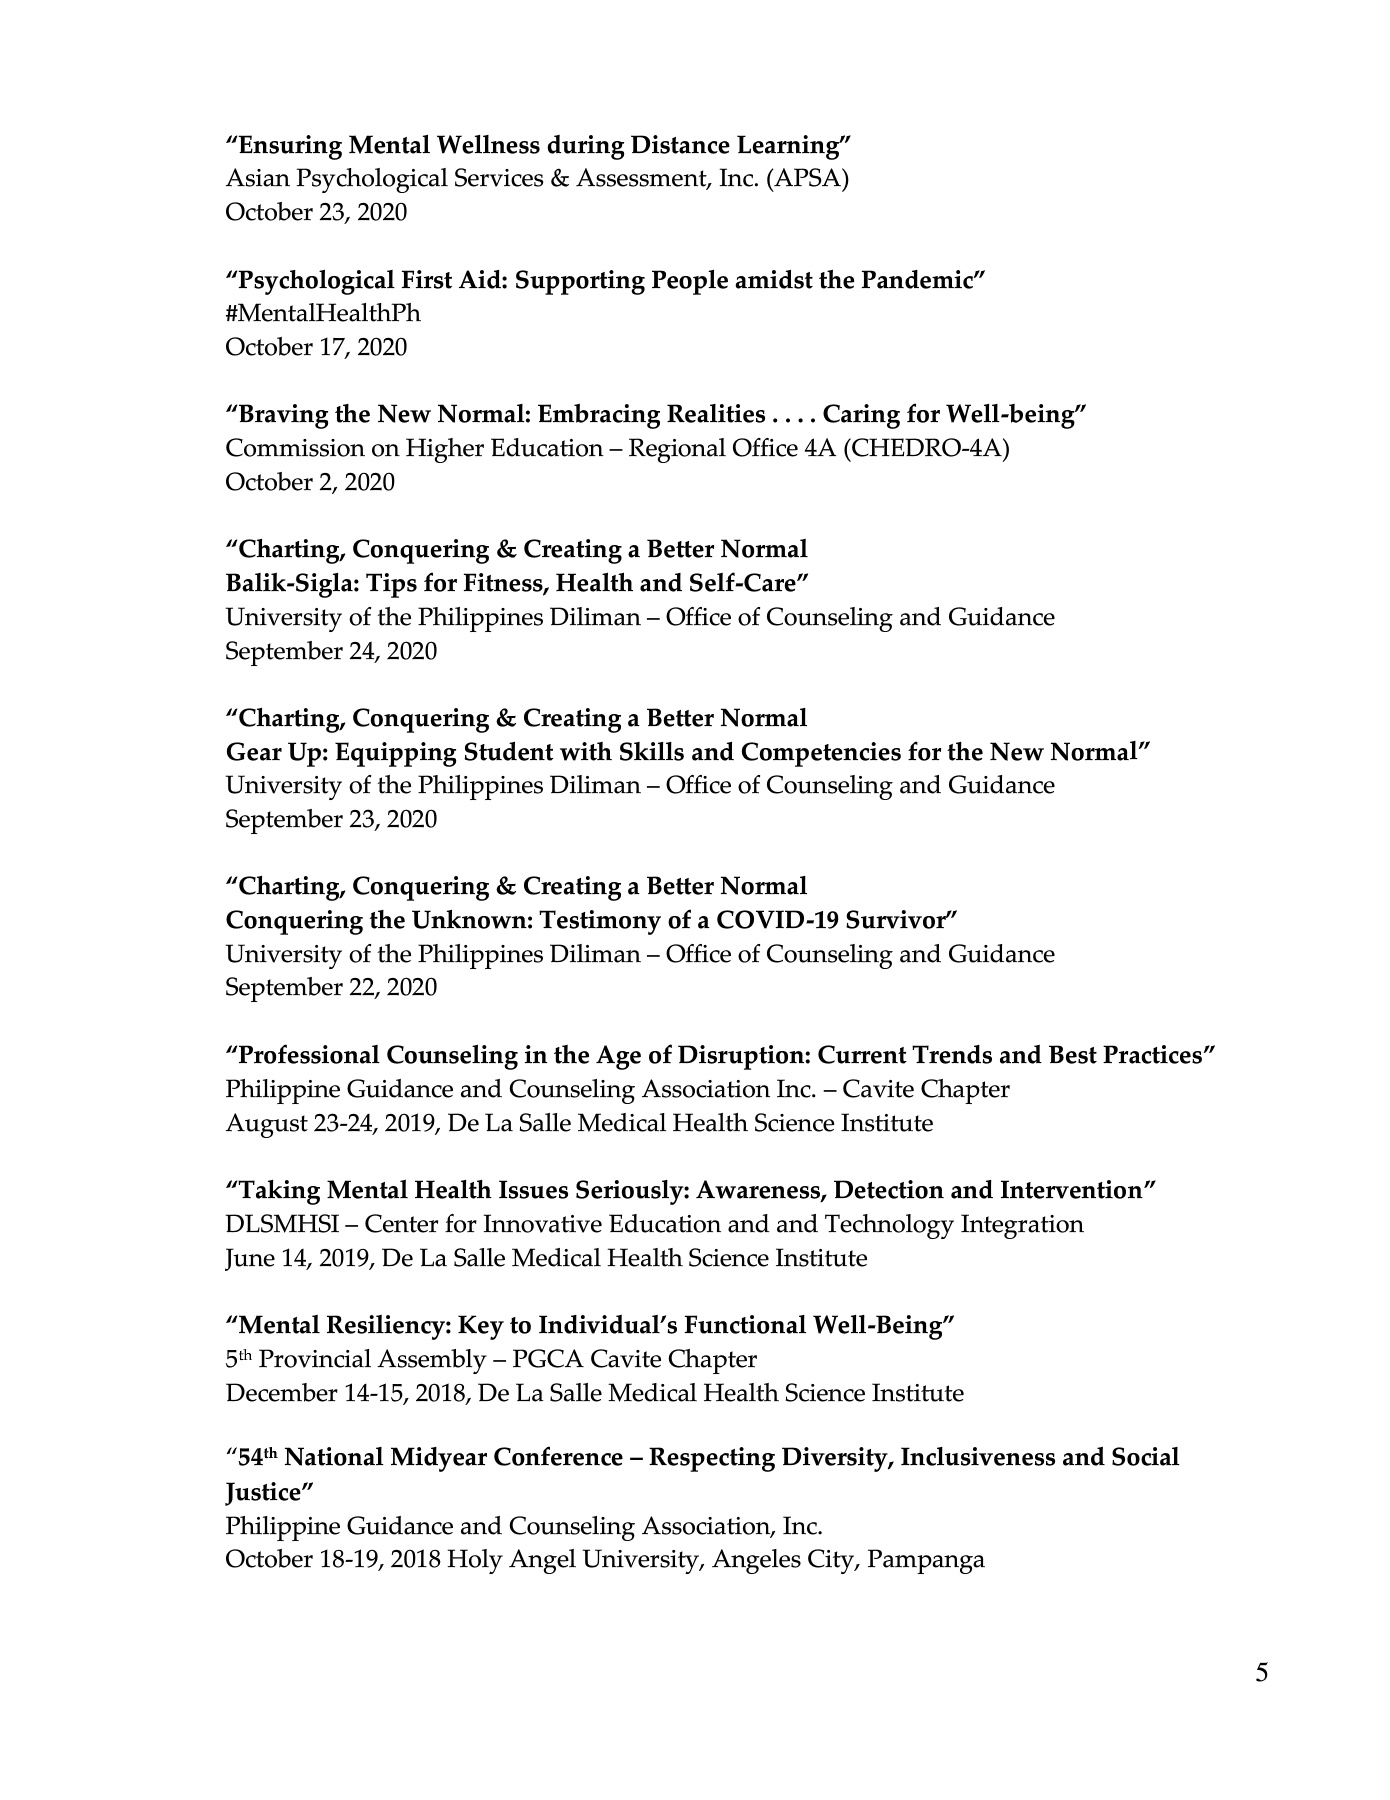 “Ensuring Mental Wellness during Distance Learning”
Asian Psychological Services & Assessment, Inc. (APSA)
October 23, 2020
“Psychological First Aid: Supporting People amidst the Pandemic”
#MentalHealthPh
October 17, 2020
“Braving the New Normal: Embracing Realities . . . . Caring for Well-being”
Commission on Higher Education – Regional Office 4A (CHEDRO-4A)
October 2, 2020
“Charting, Conquering & Creating a Better Normal
Balik-Sigla: Tips for Fitness, Health and Self-Care”
University of the Philippines Diliman – Office of Counseling and Guidance
September 24, 2020
“Charting, Conquering & Creating a Better Normal
Gear Up: Equipping Student with Skills and Competencies for the New Normal”
University of the Philippines Diliman – Office of Counseling and Guidance
September 23, 2020
“Charting, Conquering & Creating a Better Normal
Conquering the Unknown: Testimony of a COVID-19 Survivor”
University of the Philippines Diliman – Office of Counseling and Guidance
September 22, 2020
“Professional Counseling in the Age of Disruption: Current Trends and Best Practices”
Philippine Guidance and Counseling Association Inc. – Cavite Chapter
August 23-24, 2019, De La Salle Medical Health Science Institute
“Taking Mental Health Issues Seriously: Awareness, Detection and Intervention”
DLSMHSI – Center for Innovative Education and and Technology Integration
June 14, 2019, De La Salle Medical Health Science Institute
“Mental Resiliency: Key to Individual’s Functional Well-Being”
5th Provincial Assembly – PGCA Cavite Chapter
December 14-15, 2018, De La Salle Medical Health Science Institute
“54th National Midyear Conference – Respecting Diversity, Inclusiveness and Social
Justice”
Philippine Guidance and Counseling Association, Inc.
October 18-19, 2018 Holy Angel University, Angeles City, Pampanga
5